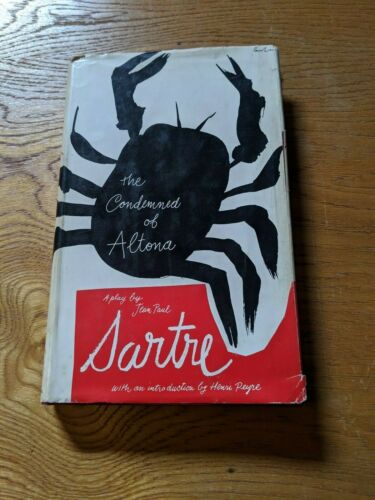 the
Condemned of
Altona
A play by
Jean Paul
Sartre
with an introduction by Henri Peyre